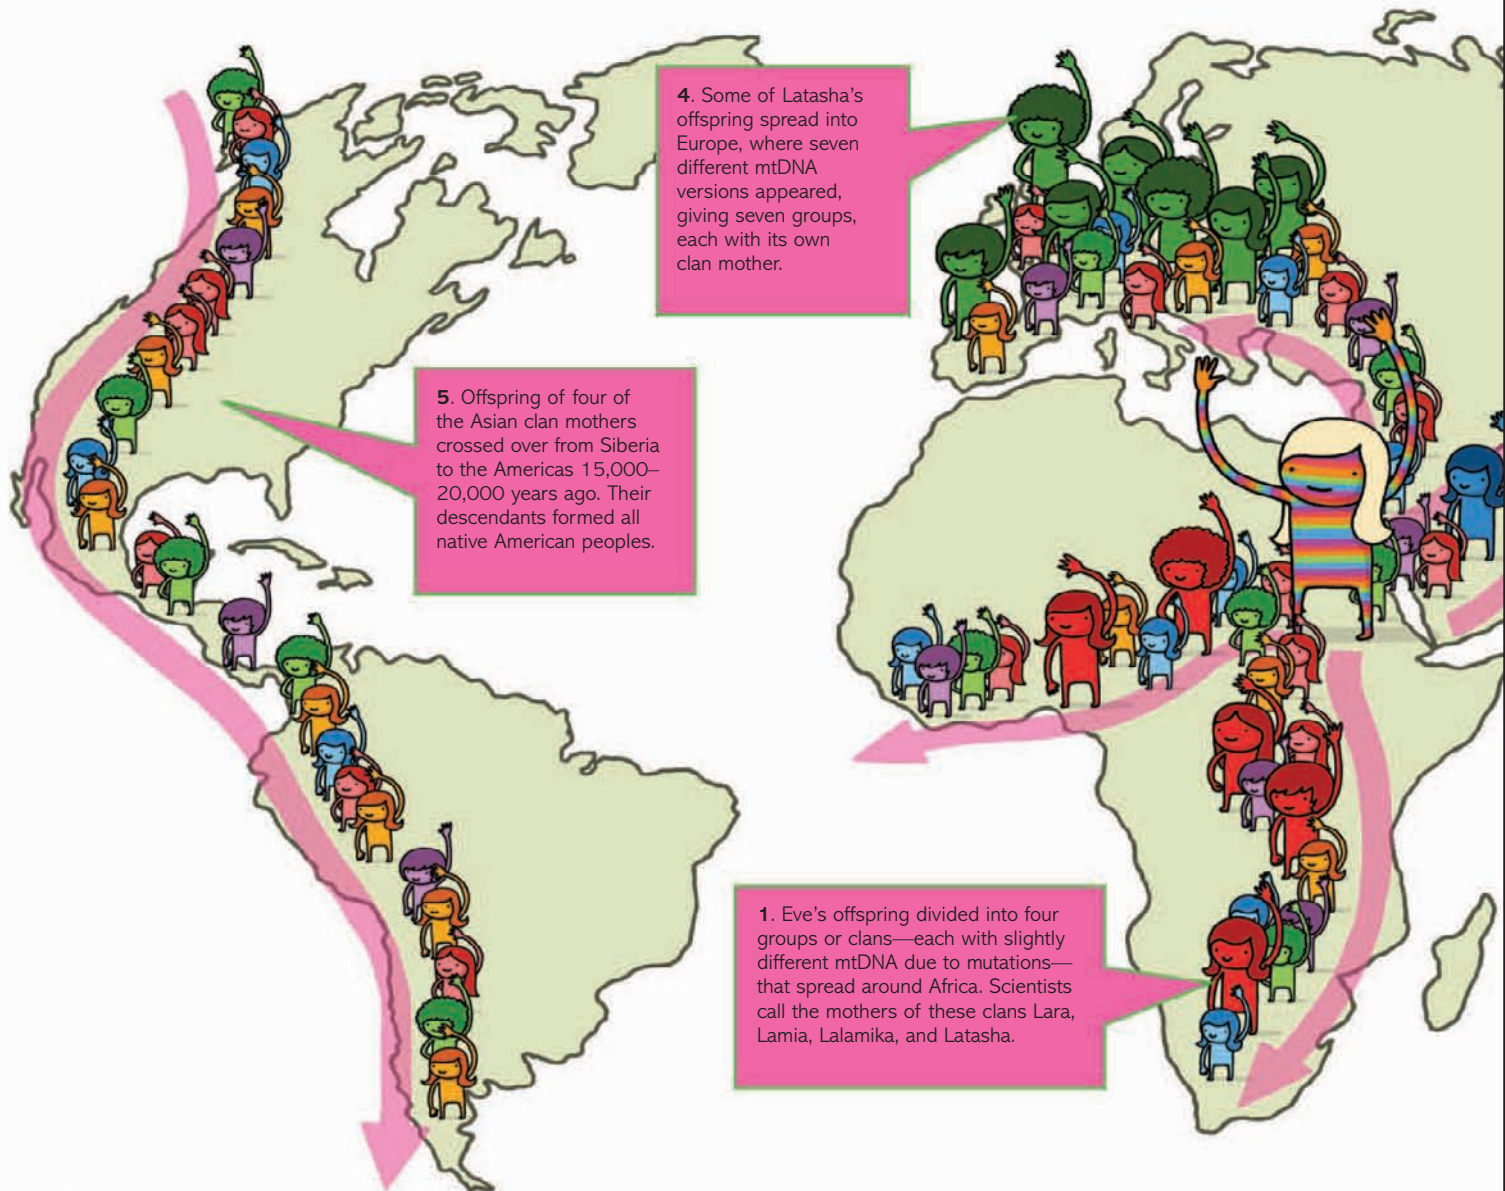 4. Some of Latasha's
offspring spread into
Europe, where seven
different mtDNA
versions appeared,
giving seven groups,
each with its own
clan mother.
5. Offspring of four of
the Asian clan mothers
crossed over from Siberia
to the Americas 15,000–
20,000 years ago. Their
descendants formed all
native American peoples.
1. Eve's offspring divided into four
groups or clans—each with slightly
different mtDNA due to mutations—
that spread around Africa. Scientists
call the mothers of these clans Lara,
Lamia, Lalamika, and Latasha.